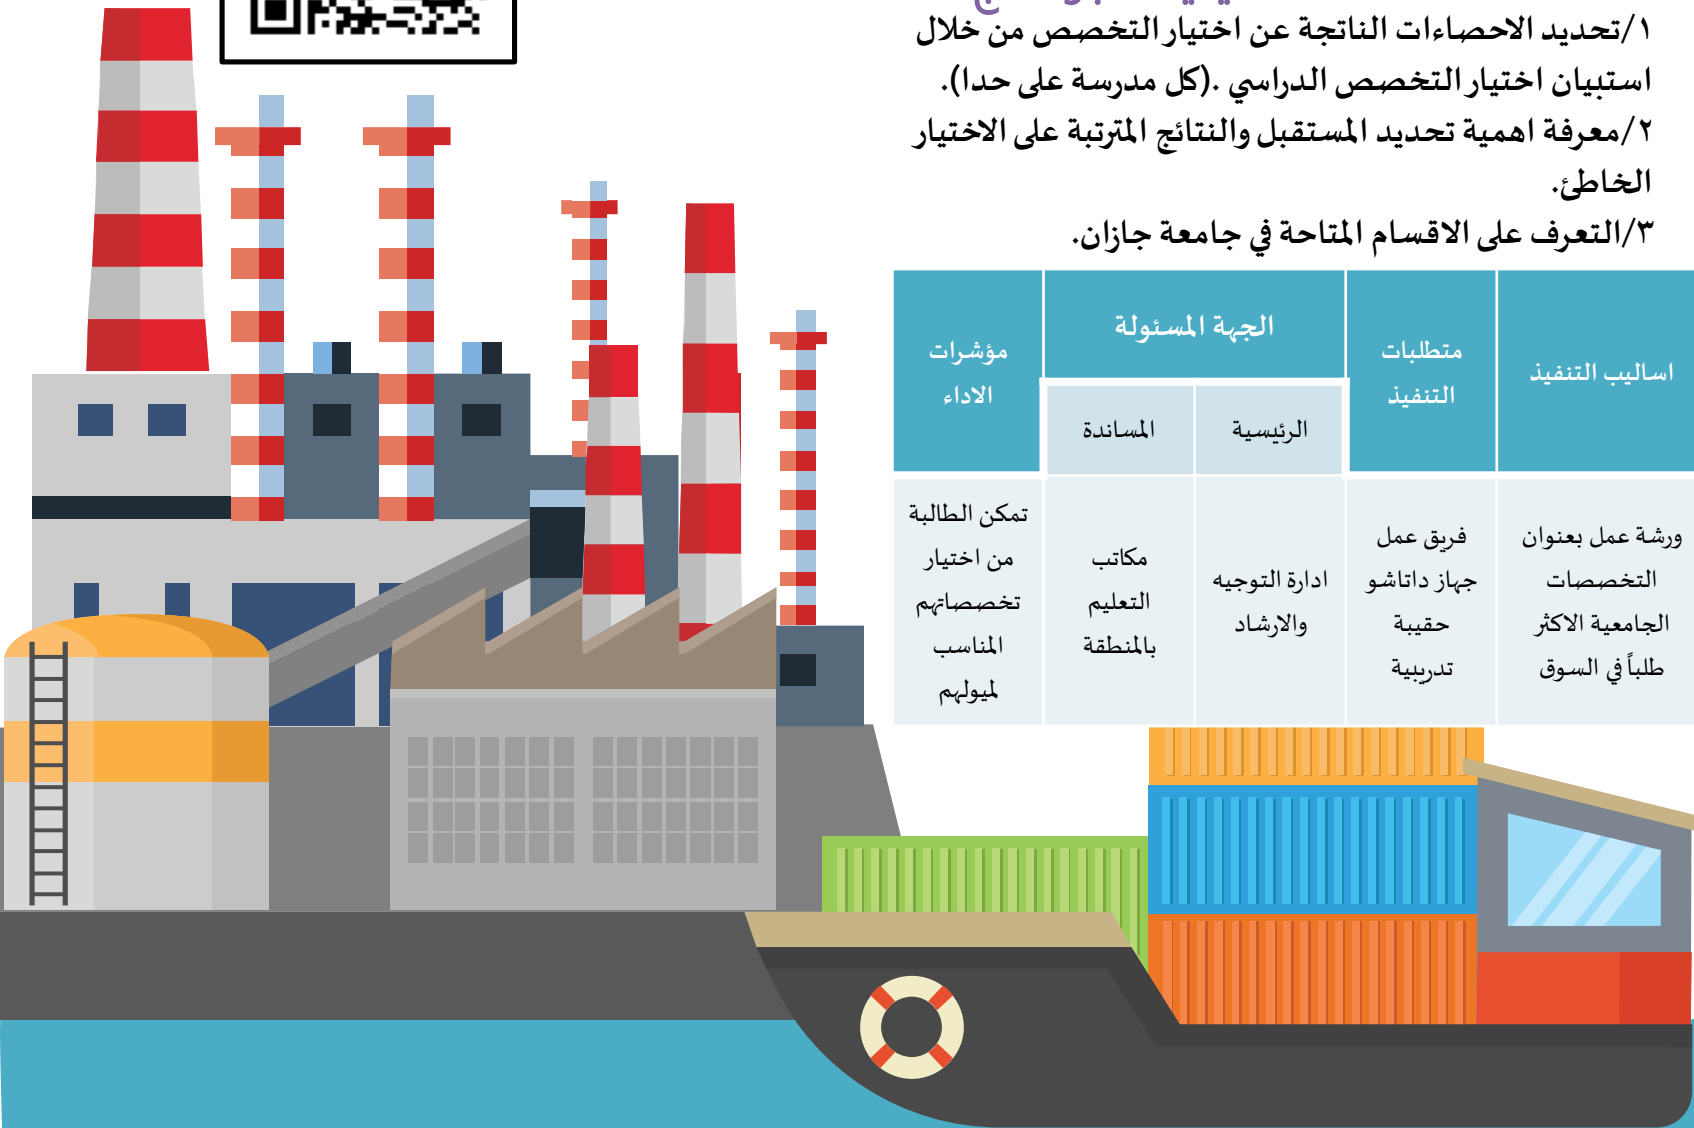 ١/تحديد الاحصاءات الناتجة عن اختيار التخصص من خلال
استبيان اختيار التخصص الدراسي .(كل مدرسة على حدا).
٢/معرفة اهمية تحديد المستقبل والنتائج المترتبة على الاختيار
الخاطئ.
٣/التعرف على الاقسام المتاحة في جامعة جازان.
اساليب التنفيذ
متطلبات
التنفيذ
الجهة المسئولة
الرئيسية
المساندة
مؤشرات
الاداء
ورشة عمل بعنوان
التخصصات
الجامعية الاكثر
طلباً في السوق
فريق عمل
جهاز داتاشو
حقيبة
تدريبية
ادارة التوجيه
والارشاد
مكاتب
التعليم
بالمنطقة
تمكن الطالبة
من اختيار
تخصصاتهم
المناسب
لميولهم